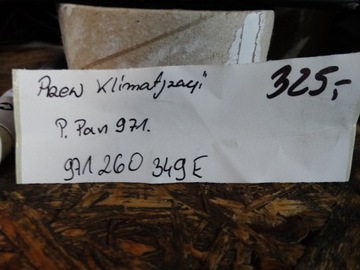 Przew Klimatyzacji 325,-
P. Pan 971.
971 260 349 E